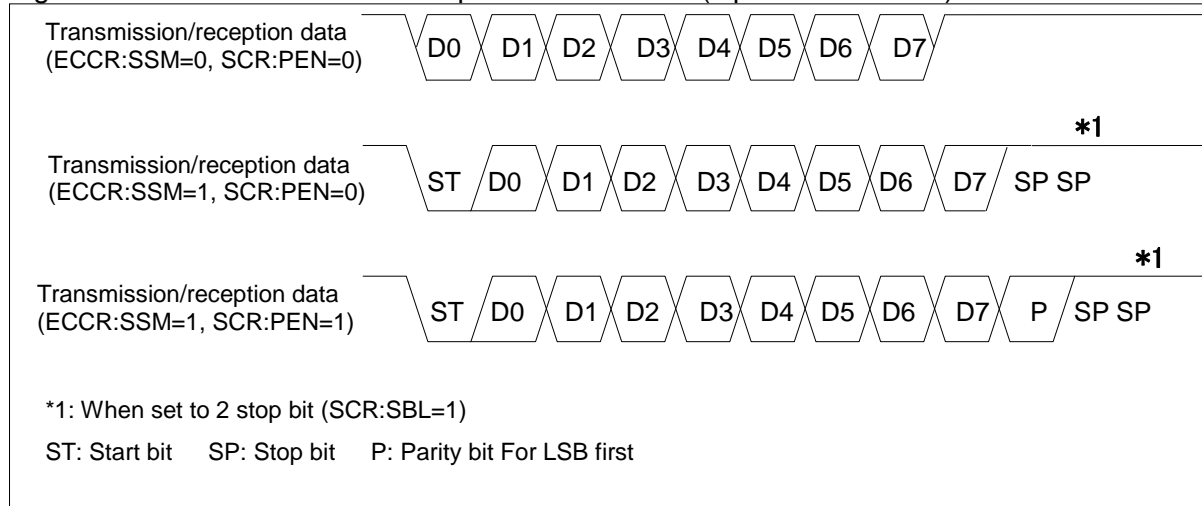 Transmission/reception data
(ECCR:SSM=0, SCR:PEN=0)
D0 D1 D2 D3 D4 D5 D6 D7
*1
Transmission/reception data
(ECCR:SSM=1, SCR:PEN=0)
ST D0 D1 D2 D3 D4 D5 D6 D7 SP SP
*1
Transmission/reception data
(ECCR:SSM=1, SCR:PEN=1)
ST D0 D1 D2 D3 D4 D5 D6 D7 P SP SP
*1: When set to 2 stop bit (SCR:SBL=1)
ST: Start bit SP: Stop bit P: Parity bit For LSB first